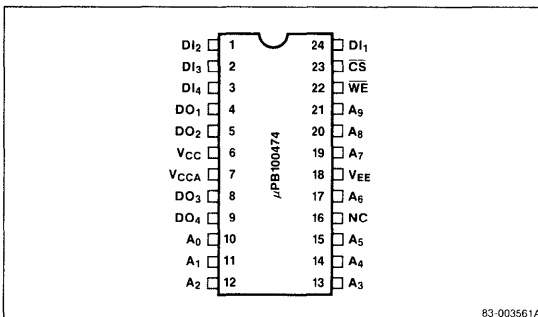 DI₂ 1 24 DI₁
DI₃ 2 23 C̅S̅
DI₄ 3 22 W̅E̅
DO₁ 4 21 A₉
DO₂ 5 20 A₈
VCC 6 19 A₇
VCCA 7 18 VEE
DO₃ 8 17 A₆
DO₄ 9 16 NC
A₀ 10 15 A₅
A₁ 11 14 A₄
A₂ 12 13 A₃
μPB100474
83-003561A